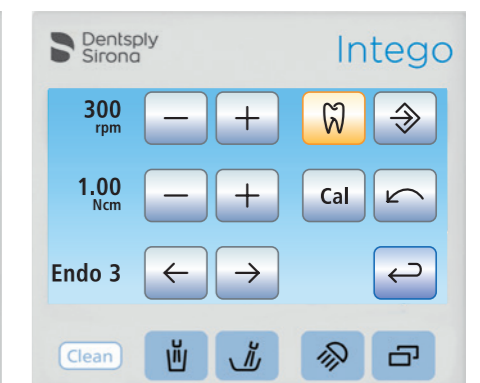 Dentsply
Sirona
Intego
300
rpm
1.00
Ncm
Cal
Endo 3
Clean